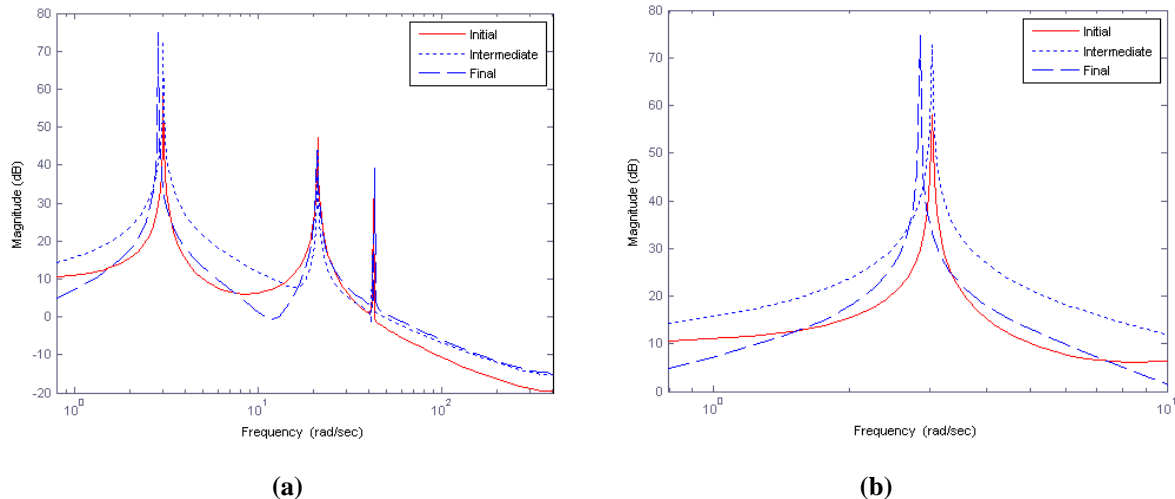 80
70
60
50
40
30
20
10
0
-10
-20
Magnitude (dB)
10^0
10^1
10^2
Frequency (rad/sec)
Initial
Intermediate
Final
(a)
80
70
60
50
40
30
20
10
0
Magnitude (dB)
10^0
10^1
Frequency (rad/sec)
Initial
Intermediate
Final
(b)